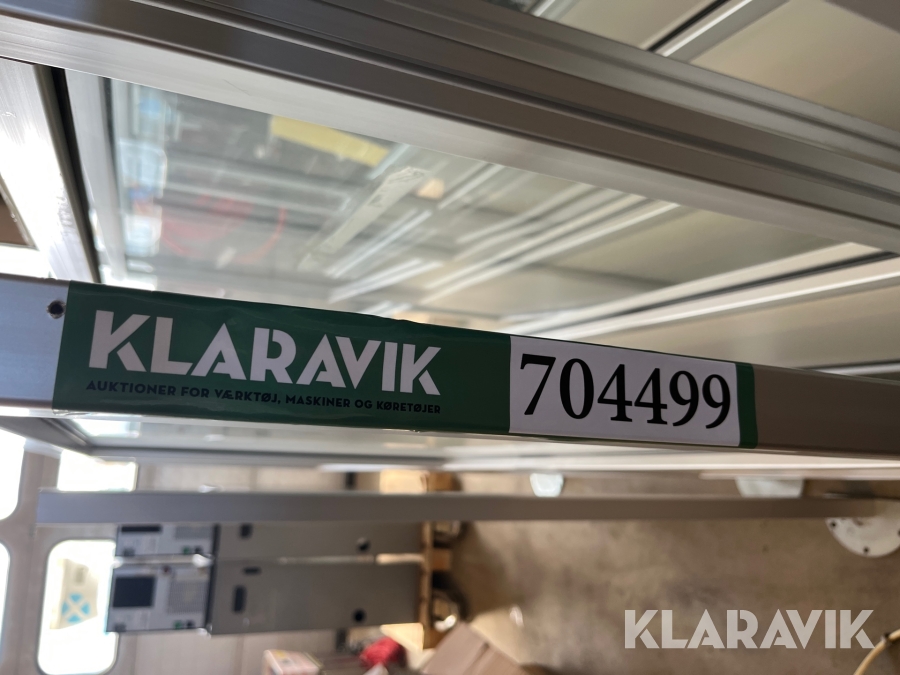 KLARAVIK
AUKTIONER FOR VÆRKTØJ, MASKINER OG KØRETØJER
704499
KLARAVIK